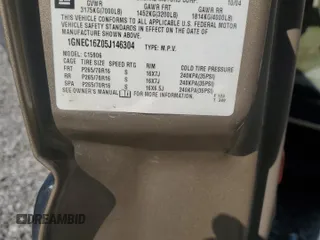 10/04
GVWR GAWR FRT GAWR RR
3175KG(7000LB) 1452KG(3200LB) 1814KG(4000LB)
THIS VEHICLE CONFORMS TO ALL APPLICABLE U.S. FEDERAL MOTOR
VEHICLE SAFETY STANDARDS IN EFFECT ON THE DATE OF
MANUFACTURE SHOWN ABOVE.
1GNEC16Z05J146304 TYPE: M.P.V.
MODEL: C15906
TIRE SIZE SPEED RTG RIM COLD TIRE PRESSURE
FRT P265/70R16 S 16X7J 240KPA(35PSI)
RR P265/70R16 S 16X7J 240KPA(35PSI)
SPA P265/70R16 S 240KPA(35PSI)
SEE OWNER'S MANUAL
© DREAMBID